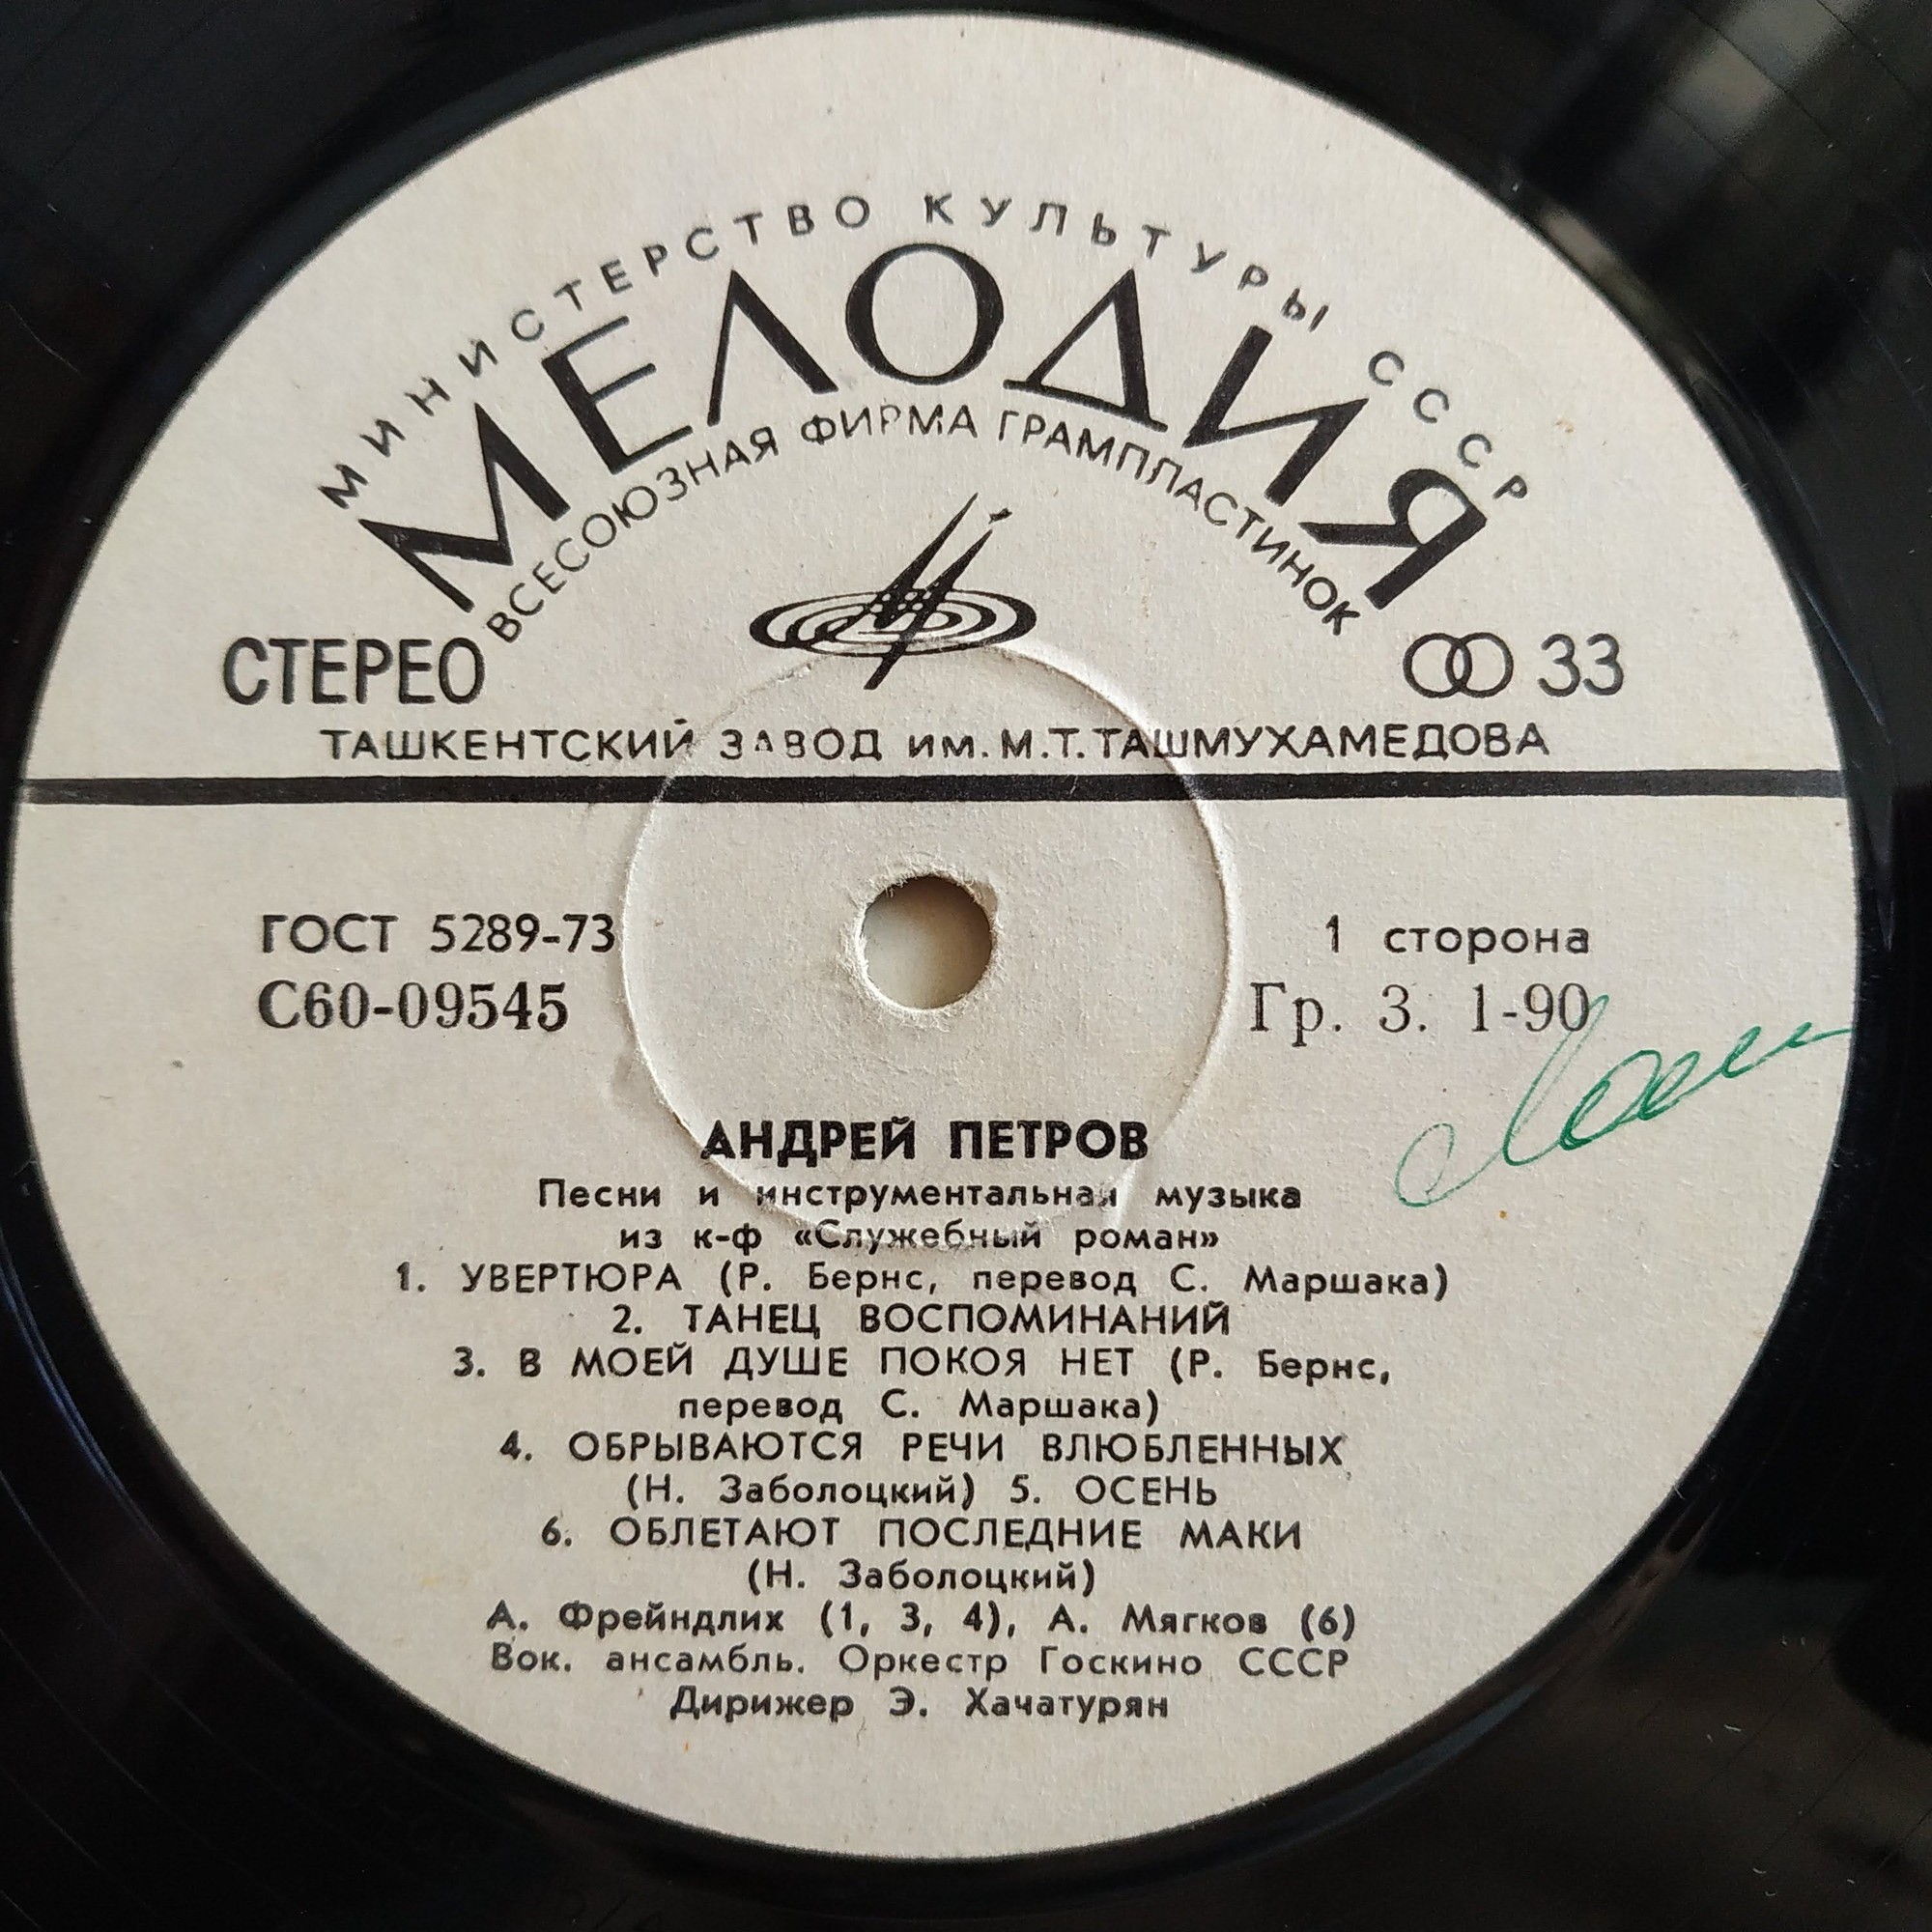 МИНИСТЕРСТВО КУЛЬТУРЫ СССР
МЕЛОДИЯ
ВСЕСОЮЗНАЯ ФИРМА ГРАМПЛАСТИНОК
СТЕРЕО
33
ТАШКЕНТСКИЙ ЗАВОД им. М.Т. ТАШМУХАМЕДОВА
ГОСТ 5289-73
1 сторона
С60-09545
Гр. 3. 1-90
АНДРЕЙ ПЕТРОВ
Песни и инструментальная музыка
из к-ф «Служебный роман»
1. УВЕРТЮРА (Р. Бернс, перевод С. Маршака)
2. ТАНЕЦ ВОСПОМИНАНИЙ
3. В МОЕЙ ДУШЕ ПОКОЯ НЕТ (Р. Бернс,
перевод С. Маршака)
4. ОБРЫВАЮТСЯ РЕЧИ ВЛЮБЛЕННЫХ
(Н. Заболоцкий) 5. ОСЕНЬ
6. ОБЛЕТАЮТ ПОСЛЕДНИЕ МАКИ
(Н. Заболоцкий)
А. Фрейндлих (1, 3, 4), А. Мягков (6)
Вок. ансамбль. Оркестр Госкино СССР
Дирижер Э. Хачатурян